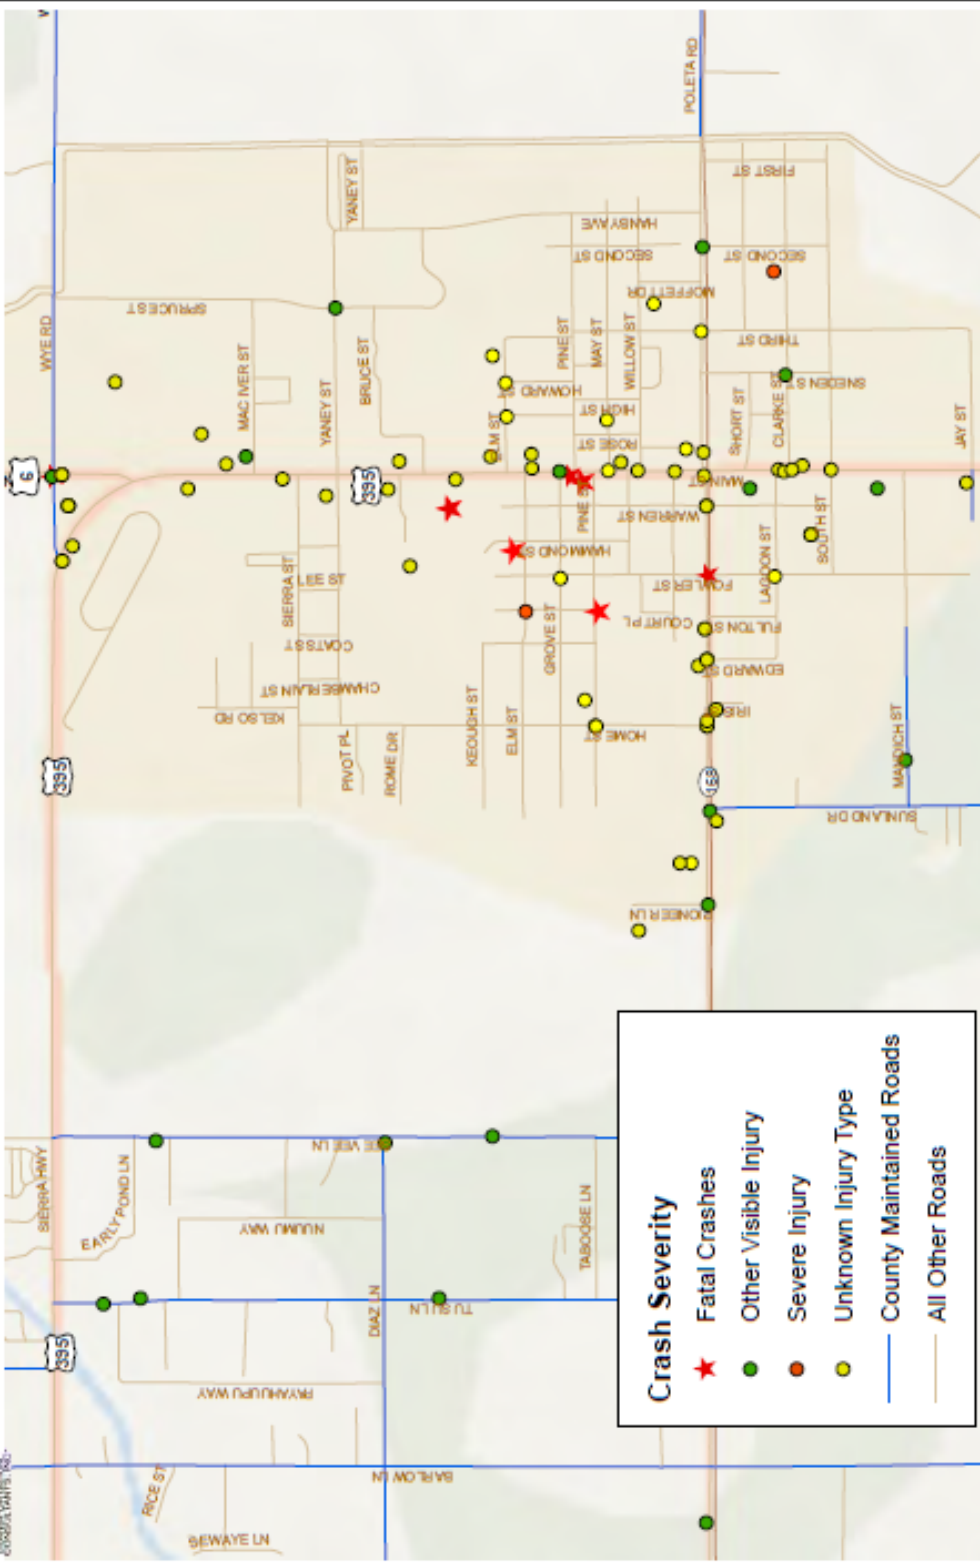 WYE RD
6
SPRUCE ST
MAC IVER ST
YANEY ST
YANEY ST
BRUCE ST
395
POLETA RD
FIRST ST
HANBY AVE
SECOND ST
SECOND ST
MOFFETT DR
PINE ST
MAY ST
WILLOW ST
THIRD ST
HOWARD
HIGH ST
ROSE ST
ELM ST
SHORT ST
CLARKE S
SNEDEN ST
JAY ST
MAIN ST
WARREN ST
PINE S
HAMMOND ST
FOWLER ST
LAGOON ST
SOUTH ST
SIERRA ST
LEE ST
COATS ST
CHAMBERLAIN ST
KELSO RD
GROVE ST
COURT PL
FULTON ST
EDWARD ST
IRIS
KEOUGH ST
ELM ST
HOME ST
PIVOT PL
ROME DR
395
168
MANDICH ST
SUNLAND DR
PIONEER LN
SIERRA HWY
EARLY POND LN
SEE VEE LN
NUUMU WAY
TABOOSE LN
DIAZ LN
TU SU LN
395
PAYAHUUPU WAY
BARLOW LN
RICE ST
SEWAYE LN
Crash Severity
Fatal Crashes
Other Visible Injury
Severe Injury
Unknown Injury Type
County Maintained Roads
All Other Roads